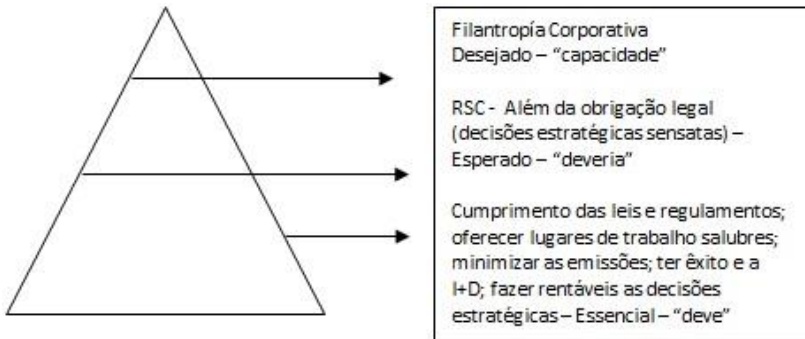 Filantropía Corporativa
Desejado – “capacidade”
RSC - Além da obrigação legal
(decisões estratégicas sensatas) –
Esperado – “deveria”
Cumprimento das leis e regulamentos;
oferecer lugares de trabalho salubres;
minimizar as emissões; ter êxito e a
I+D; fazer rentáveis as decisões
estratégicas – Essencial – “deve”